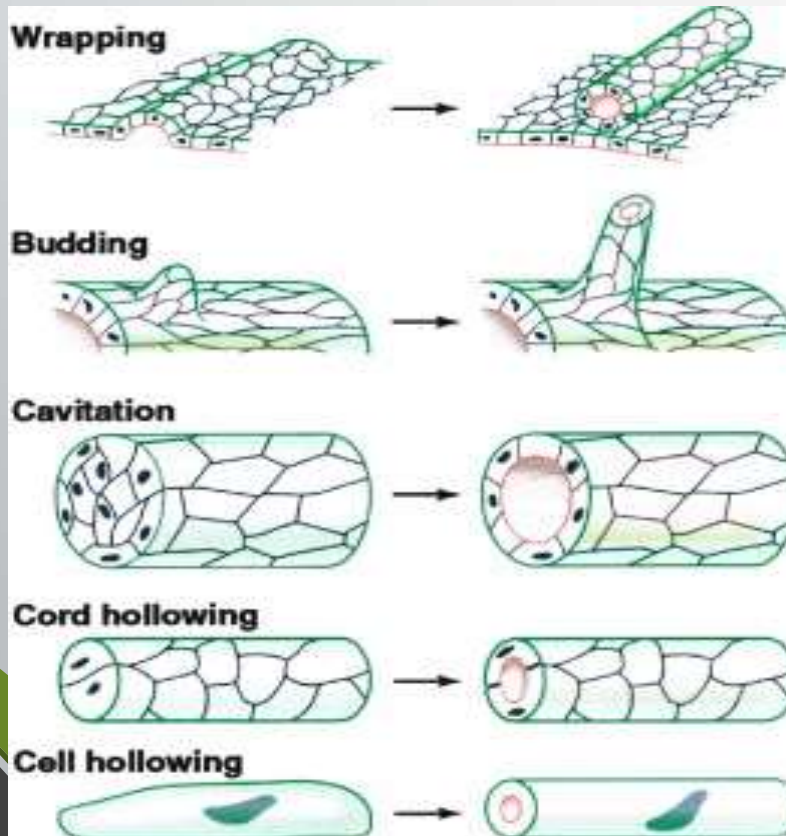 Wrapping
Budding
Cavitation
Cord hollowing
Cell hollowing